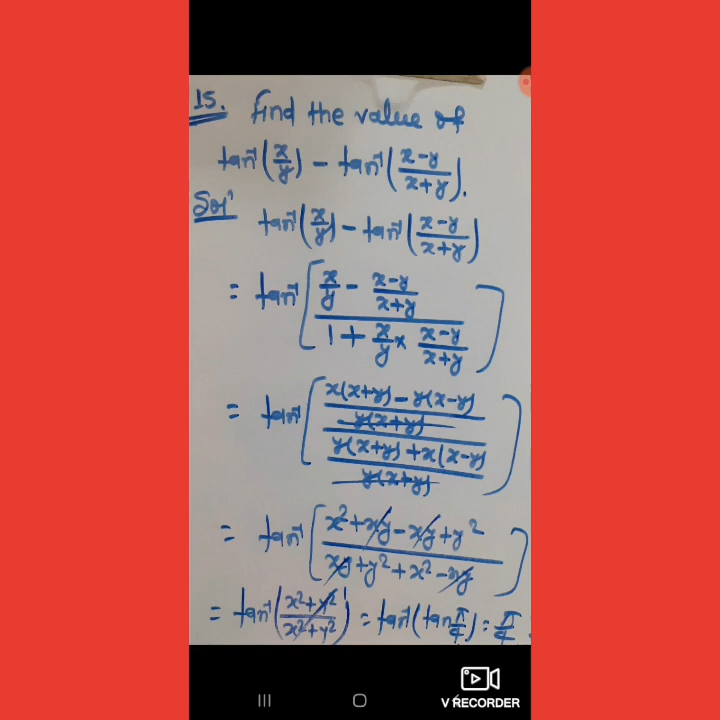 15. Find the value of
tan⁻¹(x/y) - tan⁻¹((x-y)/(x+y)).
Solⁿ tan⁻¹(x/y) - tan⁻¹((x-y)/(x+y))
= tan⁻¹[(x/y - (x-y)/(x+y))/(1 + x/y × (x-y)/(x+y))]
= tan⁻¹[((x(x+y) - y(x-y))/(y(x+y)))/((y(x+y) + x(x-y))/(y(x+y)))]
= tan⁻¹[(x²+xy-xy+y²)/(xy+y²+x²-xy)]
= tan⁻¹((x²+y²)/(x²+y²)) = tan⁻¹(tan π/4) = π/4.
V RECORDER